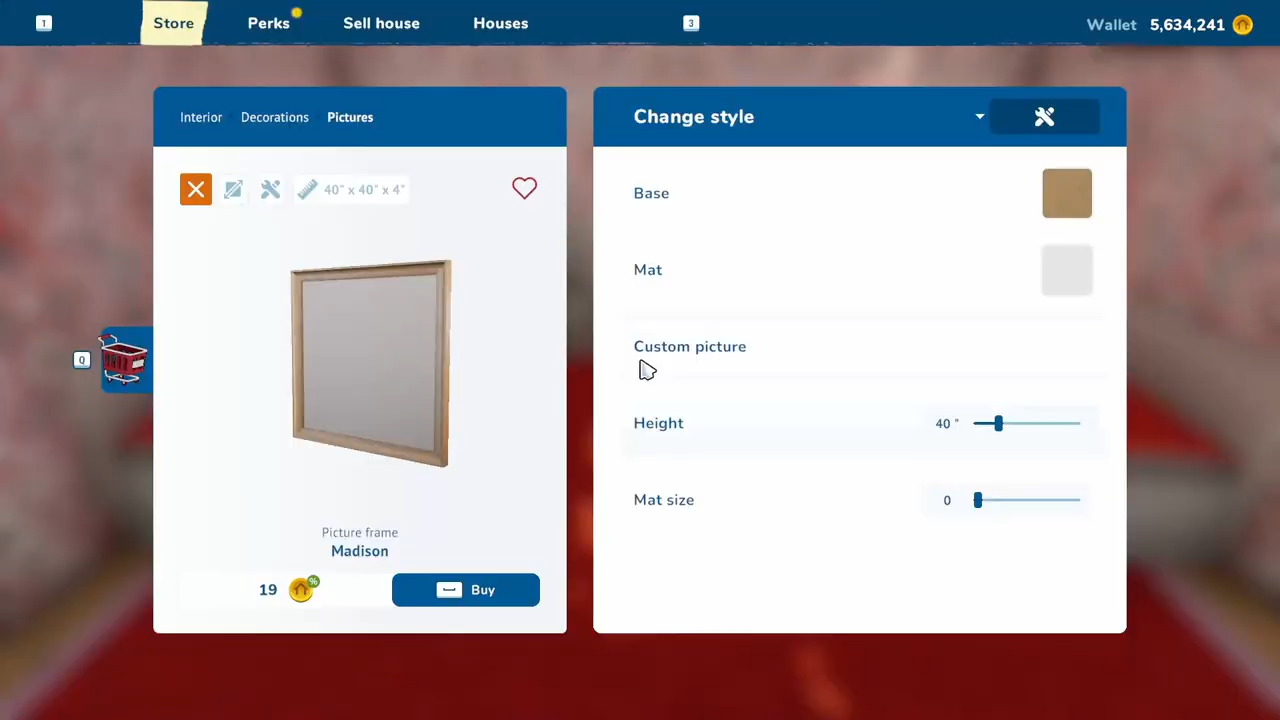 1
Store
Perks
Sell house
Houses
3
Wallet 5,634,241
Interior Decorations Pictures
40" x 40" x 4"
Picture frame
Madison
19 %
Buy
Q
Change style
Base
Mat
Custom picture
Height 40 "
Mat size 0